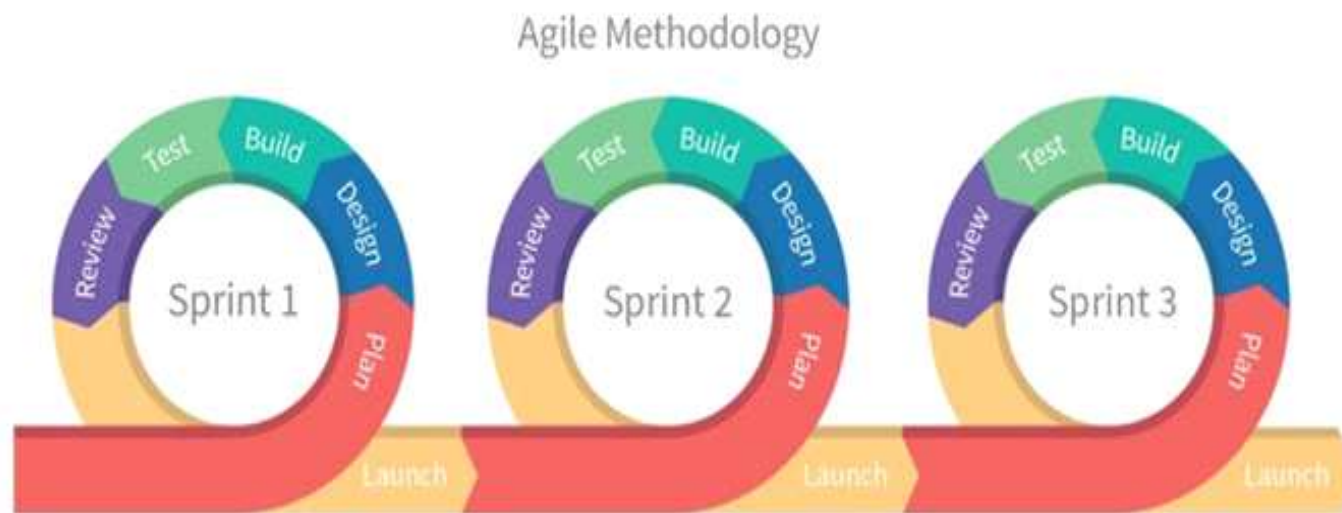 Agile Methodology
Test
Build
Review
Design
Sprint 1
Plan
Launch
Test
Build
Review
Design
Sprint 2
Plan
Launch
Test
Build
Review
Design
Sprint 3
Plan
Launch